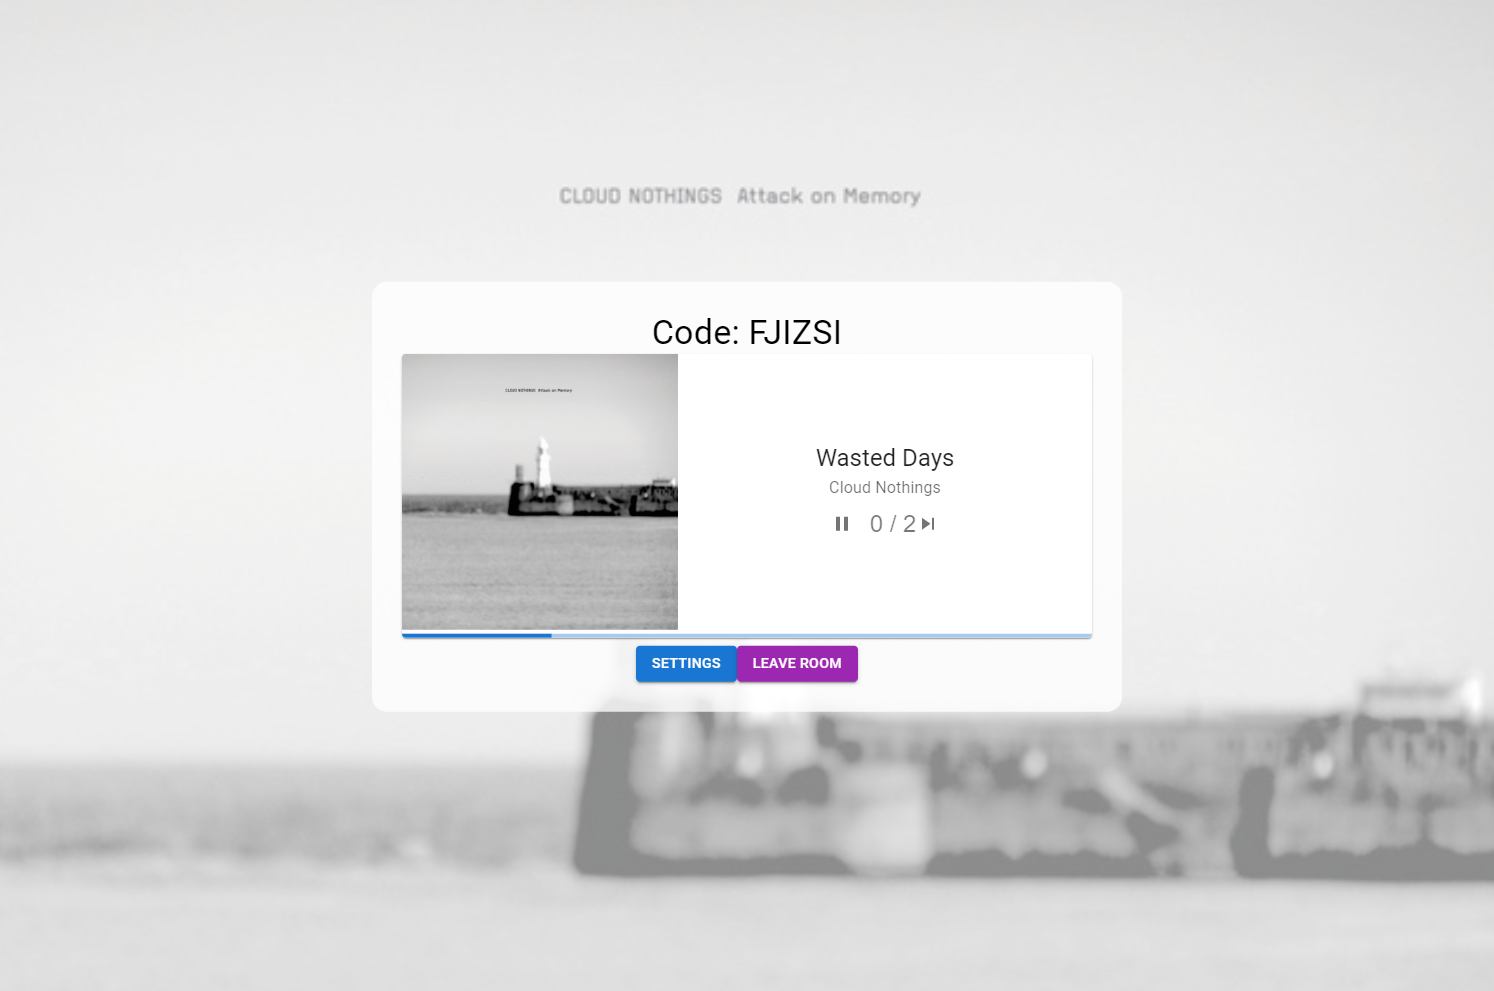 CLOUD NOTHINGS Attack on Memory
Code: FJIZSI
CLOUD NOTHINGS Attack on Memory
Wasted Days
Cloud Nothings
0 / 2
SETTINGS LEAVE ROOM